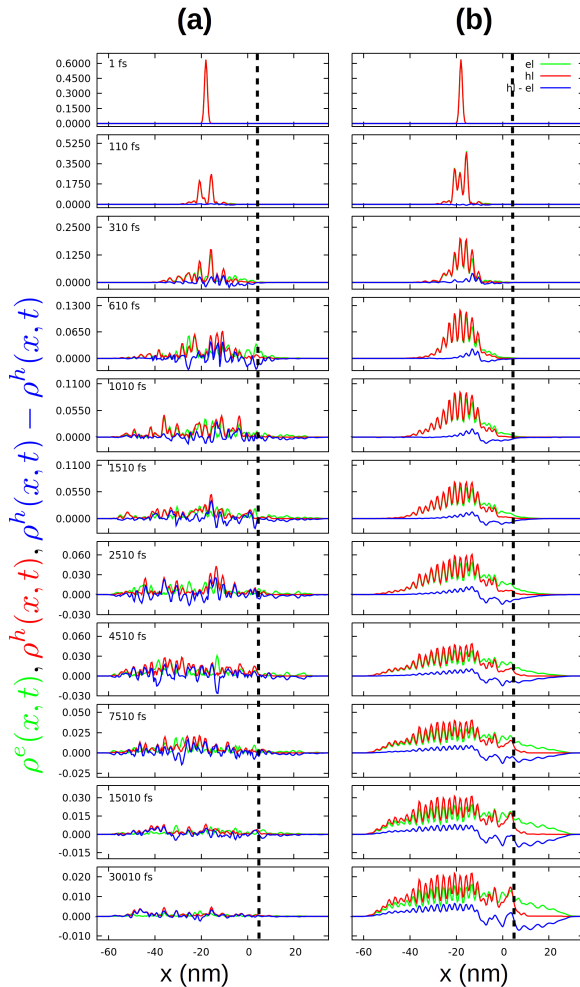 (a) (b)
ρᵉ(x, t), ρʰ(x, t), ρʰ(x, t) − ρʰ(x, t)
1 fs
0.6000
0.4500
0.3000
0.1500
0.0000
el
hl
hl - el
110 fs
0.5250
0.3500
0.1750
0.0000
310 fs
0.2500
0.1250
0.0000
610 fs
0.1300
0.0650
0.0000
1010 fs
0.1100
0.0550
0.0000
1510 fs
0.1100
0.0550
0.0000
2510 fs
0.060
0.030
0.000
-0.030
4510 fs
0.060
0.030
0.000
-0.030
7510 fs
0.050
0.025
0.000
-0.025
15010 fs
0.030
0.015
0.000
-0.015
30010 fs
0.020
0.010
0.000
-0.010
-60 -40 -20 0 20 -60 -40 -20 0 20
x (nm) x (nm)